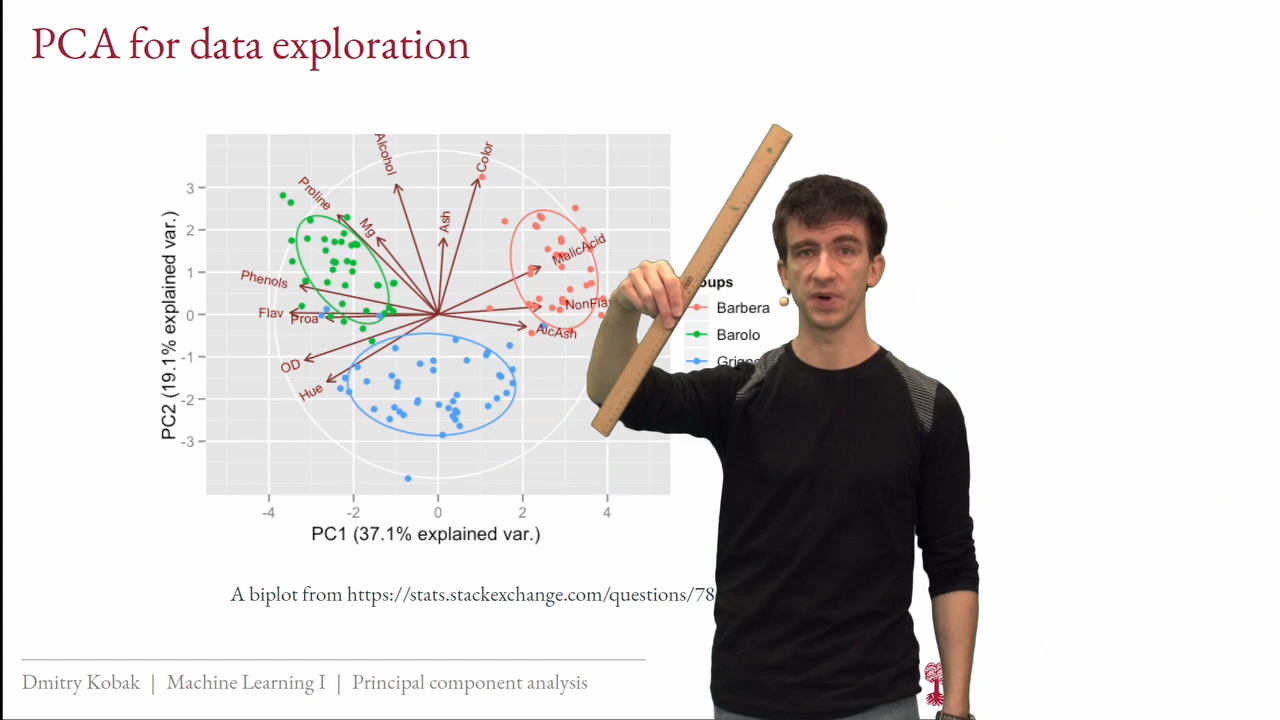 PCA for data exploration
Alcohol
Color
Proline
Mg
Ash
MalicAcid
Phenols
NonFla
Flav
Proa
AlcAsh
OD
Hue
3
2
1
0
-1
-2
-3
PC2 (19.1% explained var.)
-4
-2
0
2
4
PC1 (37.1% explained var.)
oups
Barbera
Barolo
A biplot from https://stats.stackexchange.com/questions/78
Dmitry Kobak | Machine Learning I | Principal component analysis